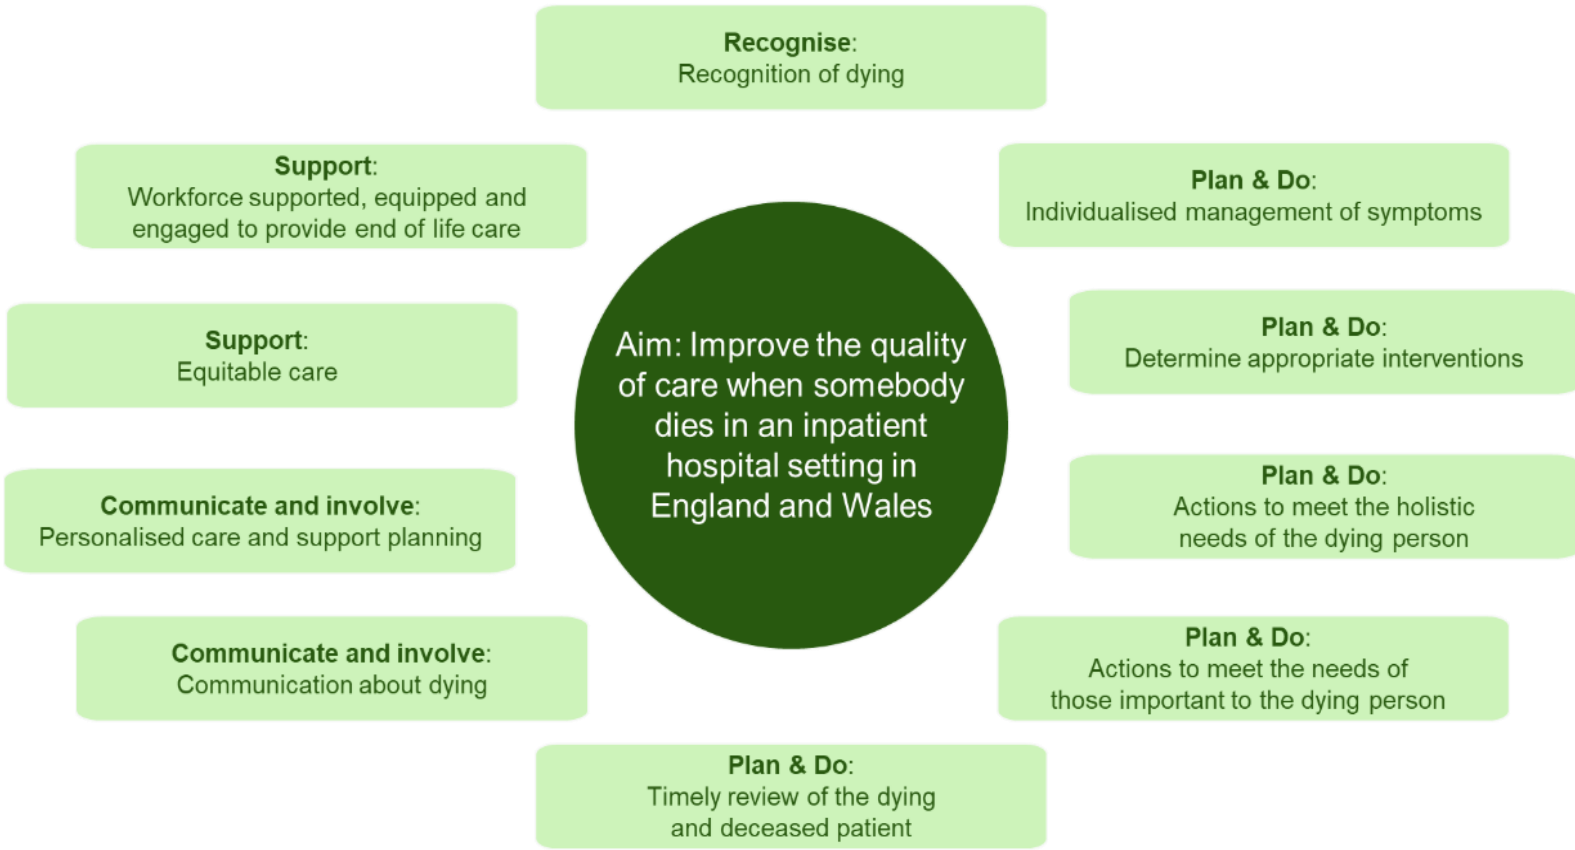 Recognise:
Recognition of dying
Support:
Workforce supported, equipped and
engaged to provide end of life care
Plan & Do:
Individualised management of symptoms
Support:
Equitable care
Plan & Do:
Determine appropriate interventions
Aim: Improve the quality
of care when somebody
dies in an inpatient
hospital setting in
England and Wales
Communicate and involve:
Personalised care and support planning
Plan & Do:
Actions to meet the holistic
needs of the dying person
Communicate and involve:
Communication about dying
Plan & Do:
Actions to meet the needs of
those important to the dying person
Plan & Do:
Timely review of the dying
and deceased patient